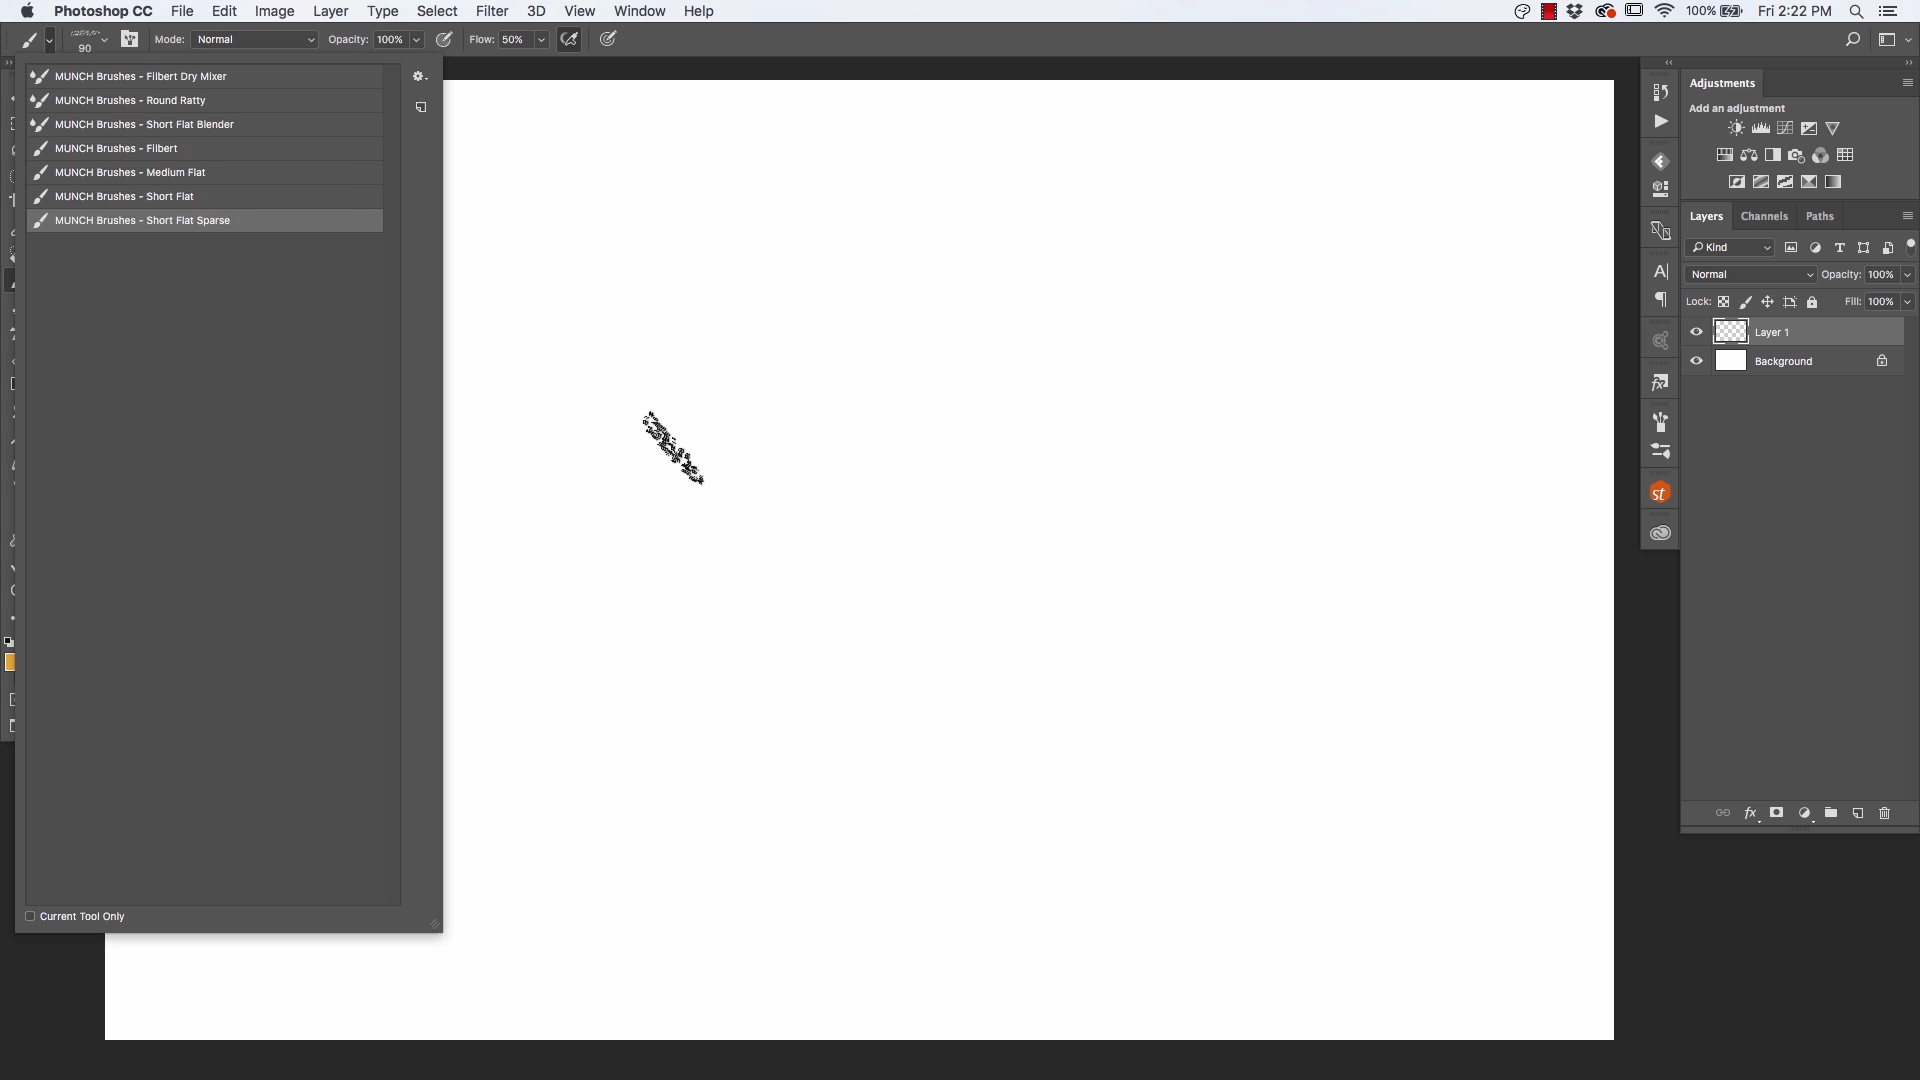 Photoshop CC File Edit Image Layer Type Select Filter 3D View Window Help 100% Fri 2:22 PM
90 Mode: Normal Opacity: 100% Flow: 50%
MUNCH Brushes - Filbert Dry Mixer
MUNCH Brushes - Round Ratty
MUNCH Brushes - Short Flat Blender
MUNCH Brushes - Filbert
MUNCH Brushes - Medium Flat
MUNCH Brushes - Short Flat
MUNCH Brushes - Short Flat Sparse
Current Tool Only
Adjustments
Add an adjustment
Layers Channels Paths
Kind
Normal Opacity: 100%
Lock: Fill: 100%
Layer 1
Background
A
st
fx
fx